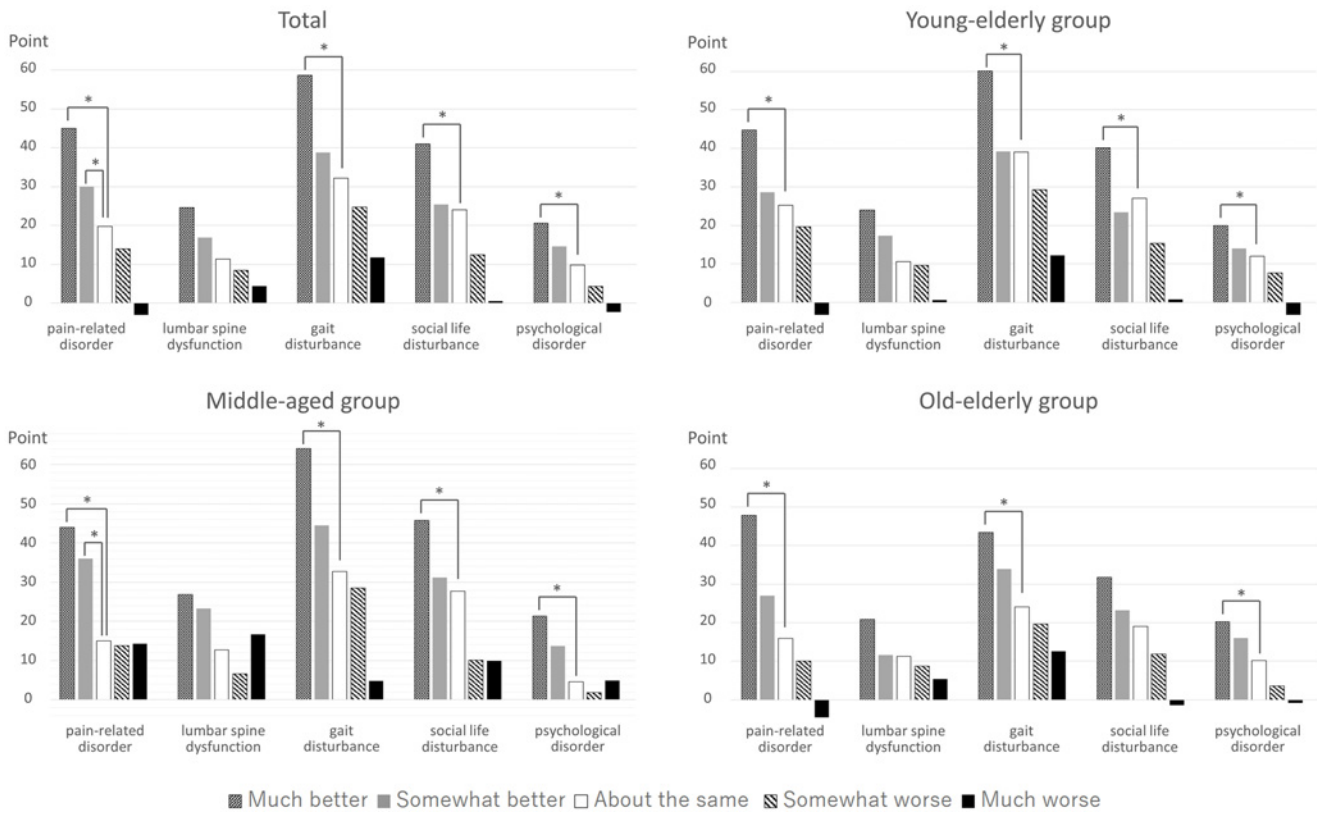 Total
Point
60
50
40
30
20
10
0
*
*
*
*
*
pain-related
disorder
lumbar spine
dysfunction
gait
disturbance
social life
disturbance
psychological
disorder
Young-elderly group
Point
60
50
40
30
20
10
0
*
*
*
*
pain-related
disorder
lumbar spine
dysfunction
gait
disturbance
social life
disturbance
psychological
disorder
Middle-aged group
Point
60
50
40
30
20
10
0
*
*
*
*
*
pain-related
disorder
lumbar spine
dysfunction
gait
disturbance
social life
disturbance
psychological
disorder
Old-elderly group
Point
60
50
40
30
20
10
0
*
*
*
pain-related
disorder
lumbar spine
dysfunction
gait
disturbance
social life
disturbance
psychological
disorder
Much better Somewhat better About the same Somewhat worse Much worse